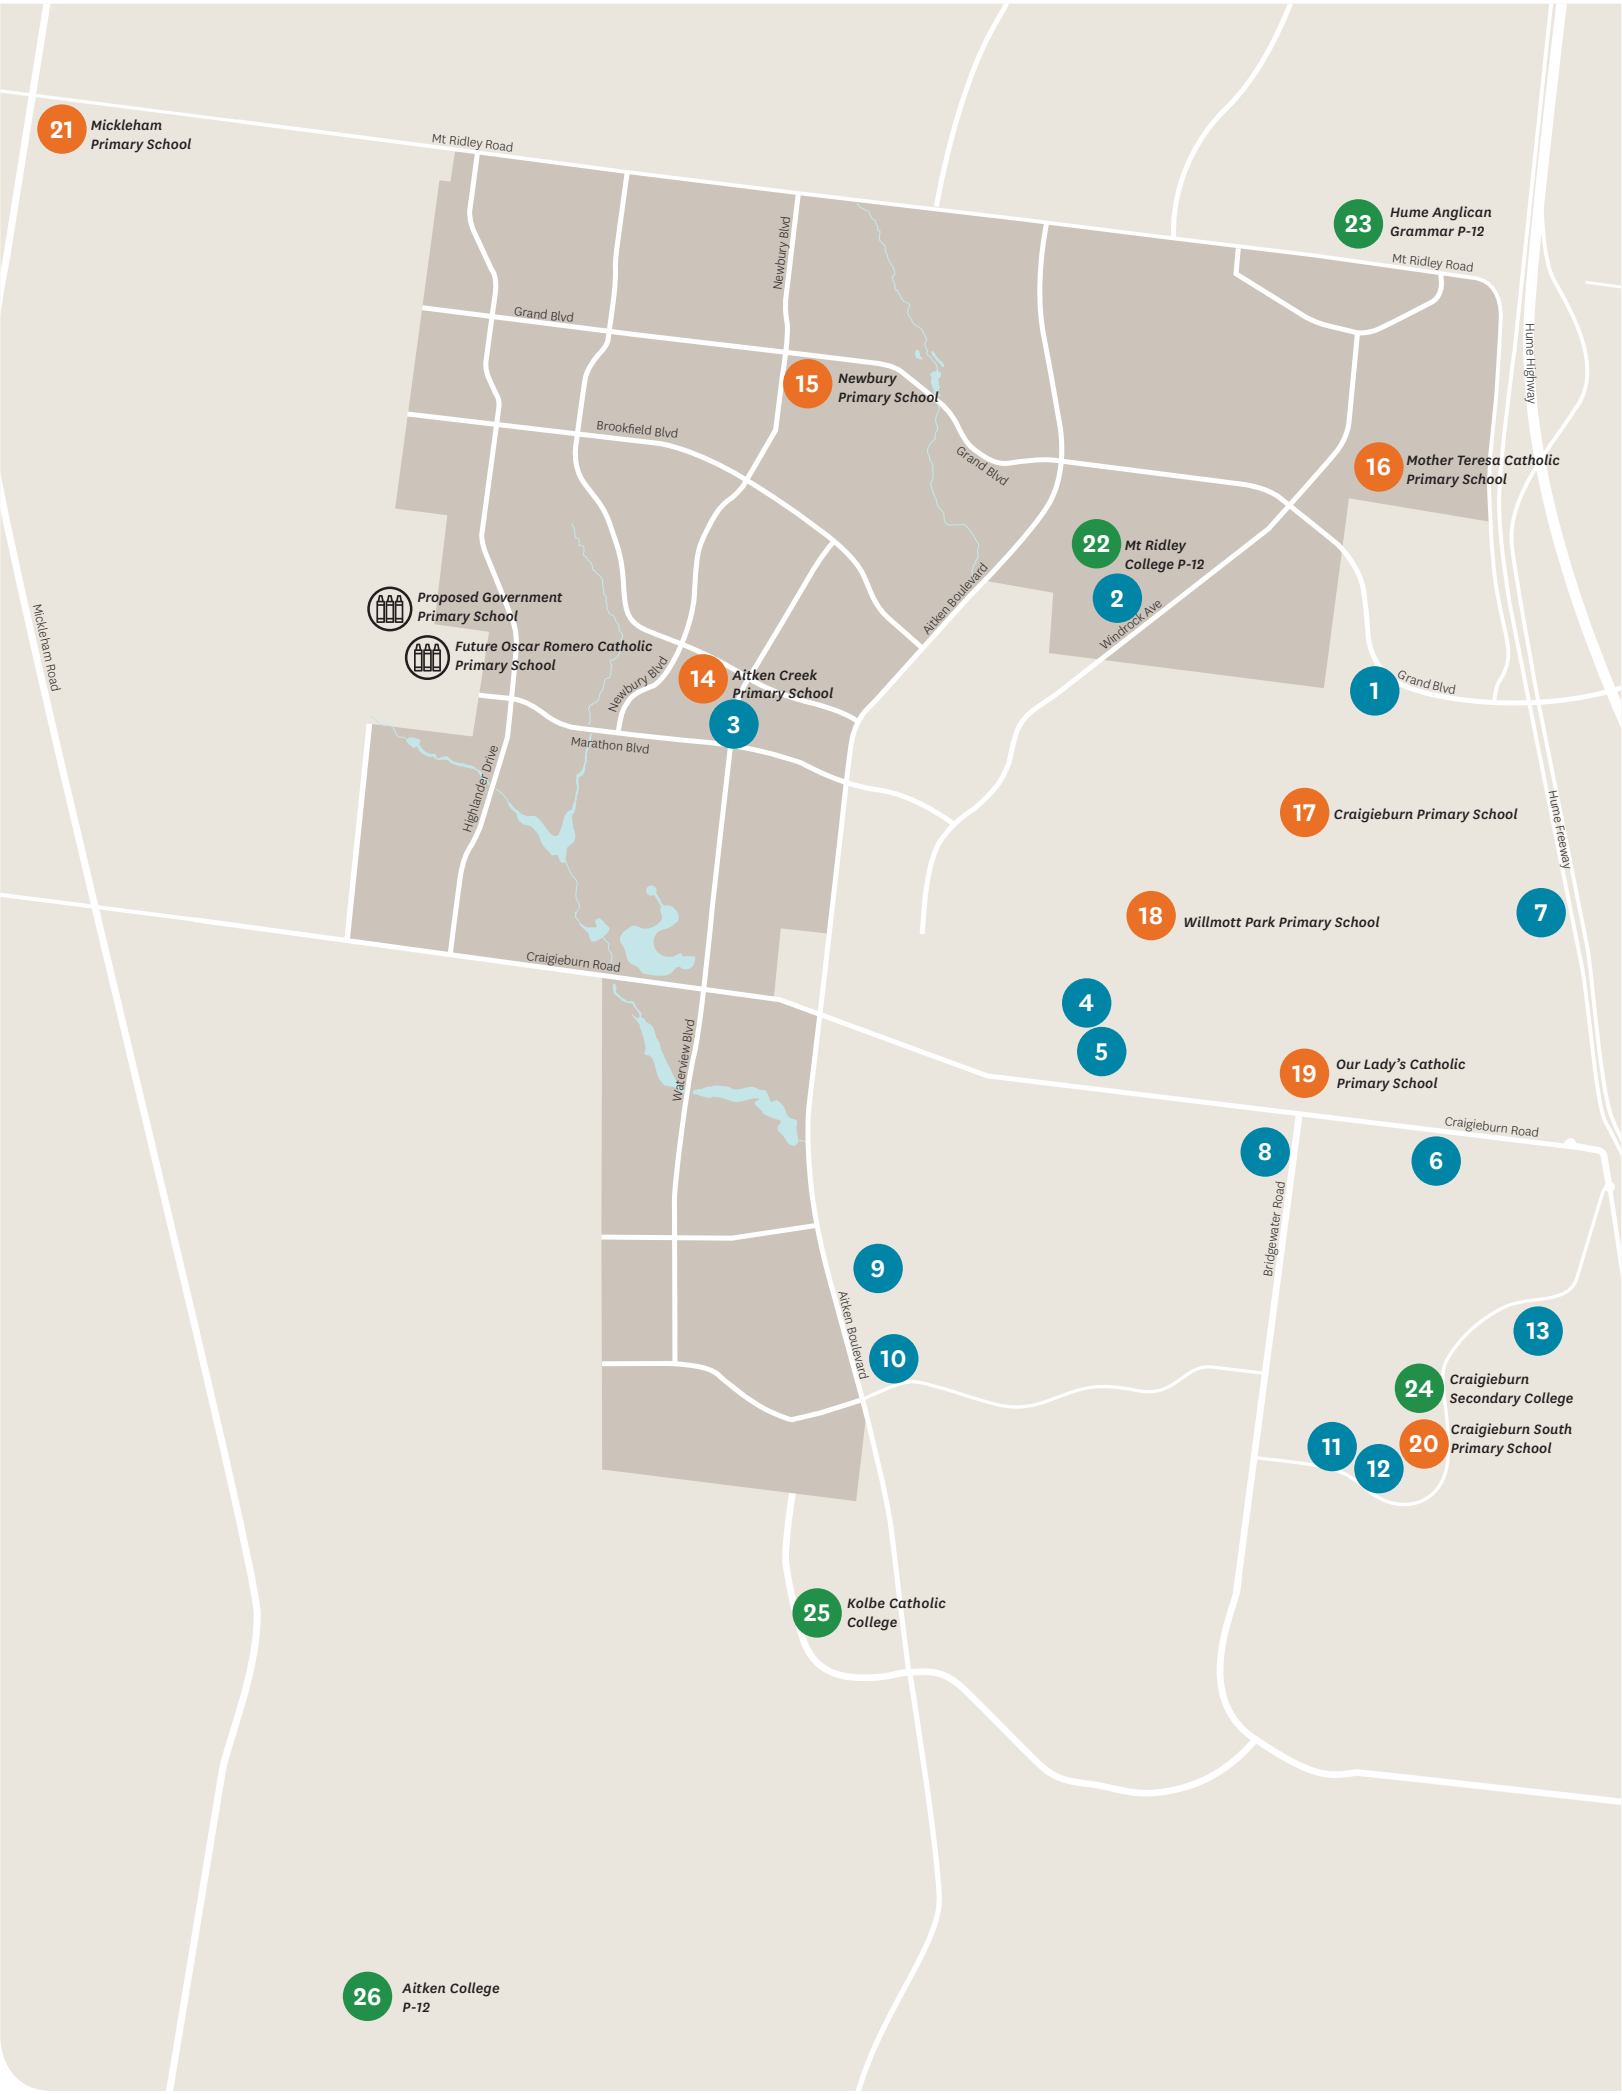 21
Mickleham
Primary School
Mt Ridley Road
23
Hume Anglican
Grammar P-12
Mt Ridley Road
Newbury Blvd
Grand Blvd
Hume Highway
15
Newbury
Primary School
Brookfield Blvd
Grand Blvd
16
Mother Teresa Catholic
Primary School
22
Mt Ridley
College P-12
2
Windrock Ave
Aitken Boulevard
Mickleham Road
Proposed Government
Primary School
Future Oscar Romero Catholic
Primary School
Newbury Blvd
14
Aitken Creek
Primary School
3
1
Grand Blvd
Marathon Blvd
Highlander Drive
17
Craigieburn Primary School
Hume Freeway
18
Willmott Park Primary School
7
Craigieburn Road
4
5
Waterview Blvd
19
Our Lady’s Catholic
Primary School
Craigieburn Road
8
6
Bridgewater Road
9
Aitken Boulevard
10
13
24
Craigieburn
Secondary College
11
12
20
Craigieburn South
Primary School
25
Kolbe Catholic
College
26
Aitken College
P-12